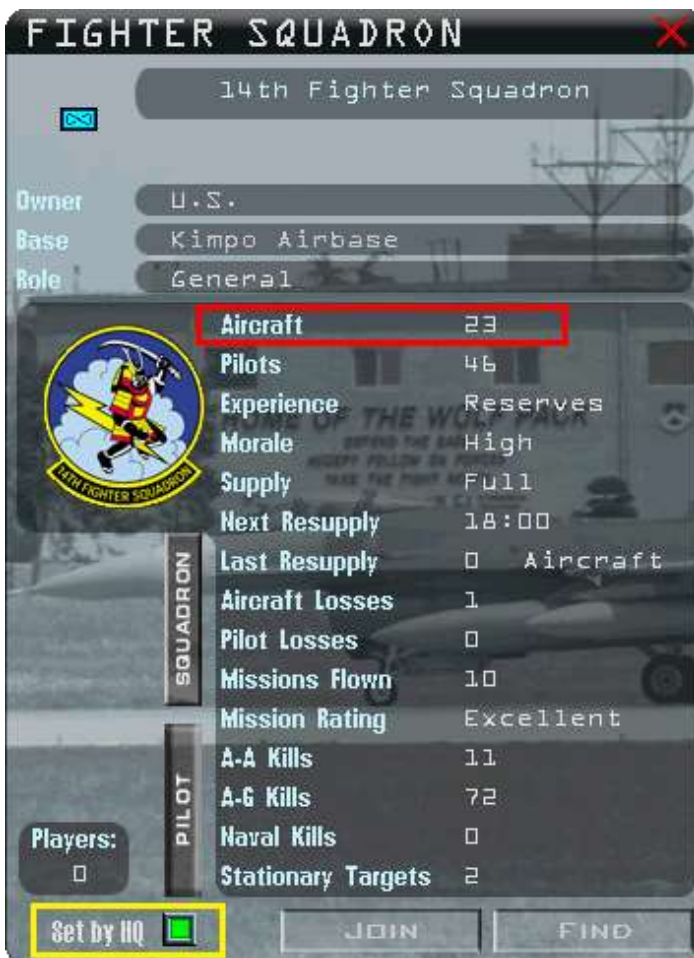 FIGHTER SQUADRON
14th Fighter Squadron
Owner U.S.
Base Kimpo Airbase
Role General
Aircraft 23
Pilots 46
Experience Reserves
HOME OF THE WOLF PACK
Morale High
Supply Full
14TH FIGHTER SQUADRON
Next Resupply 18:00
Last Resupply 0 Aircraft
Aircraft Losses 1
Pilot Losses 0
SQUADRON
Missions Flown 10
Mission Rating Excellent
A-A Kills 11
A-G Kills 72
PILOT
Players:
0
Naval Kills 0
Stationary Targets 2
Set by HQ
JOIN
FIND